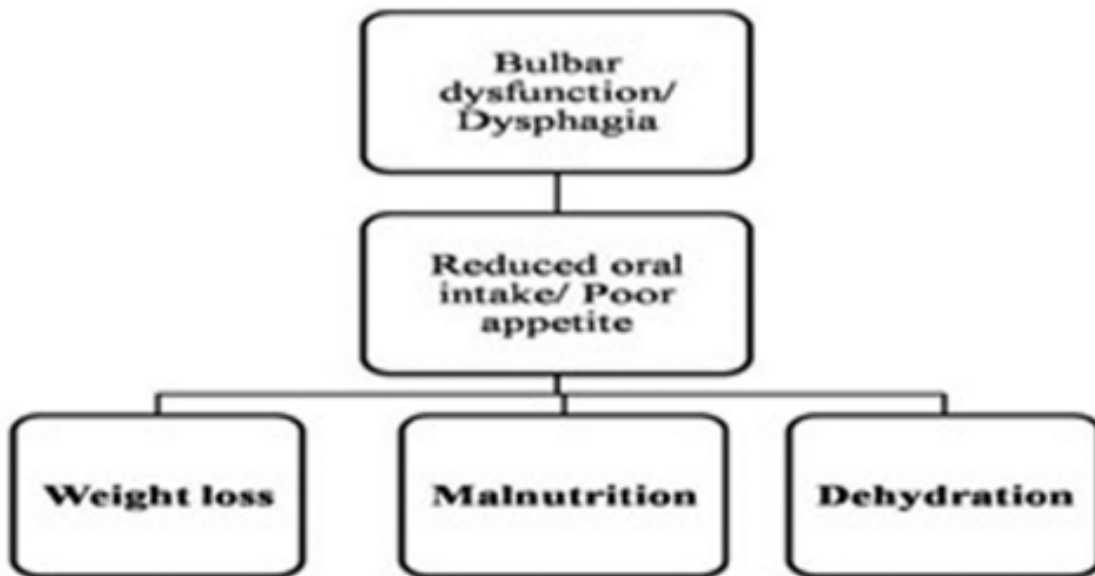 Bulbar
dysfunction/
Dysphagia
Reduced oral
intake/ Poor
appetite
Weight loss
Malnutrition
Dehydration